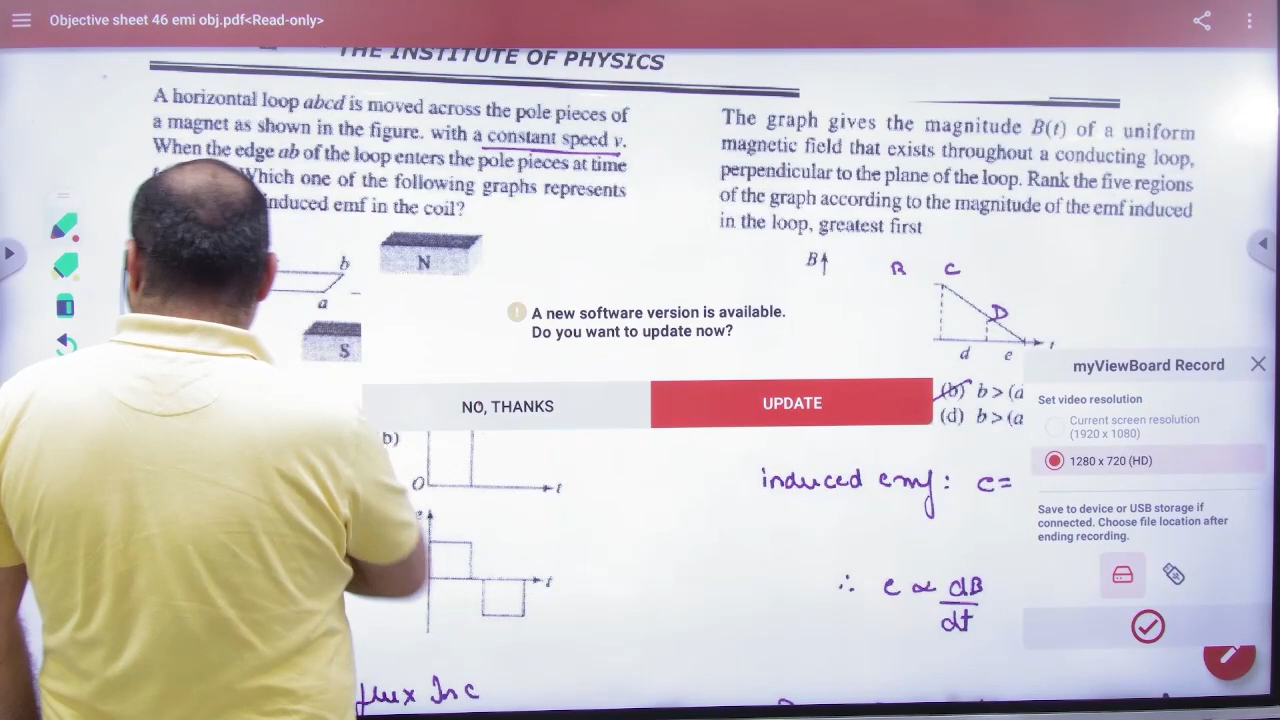 Objective sheet 46 emi obj.pdf<Read-only>
THE INSTITUTE OF PHYSICS
A horizontal loop abcd is moved across the pole pieces of
a magnet as shown in the figure. with a constant speed v.
When the edge ab of the loop enters the pole pieces at time
Which one of the following graphs represents
induced emf in the coil?
b
a
N
S
b)
O
t
e
t
flux Inc
The graph gives the magnitude B(t) of a uniform
magnetic field that exists throughout a conducting loop,
perpendicular to the plane of the loop. Rank the five regions
of the graph according to the magnitude of the emf induced
in the loop, greatest first
B↑
C
D
t
d e
(b) b > (a
(d) b > (a
induced emf: e=
∴ e ∝ dB
dt
A new software version is available.
Do you want to update now?
NO, THANKS
UPDATE
myViewBoard Record
Set video resolution
Current screen resolution
(1920 x 1080)
1280 x 720 (HD)
Save to device or USB storage if
connected. Choose file location after
ending recording.